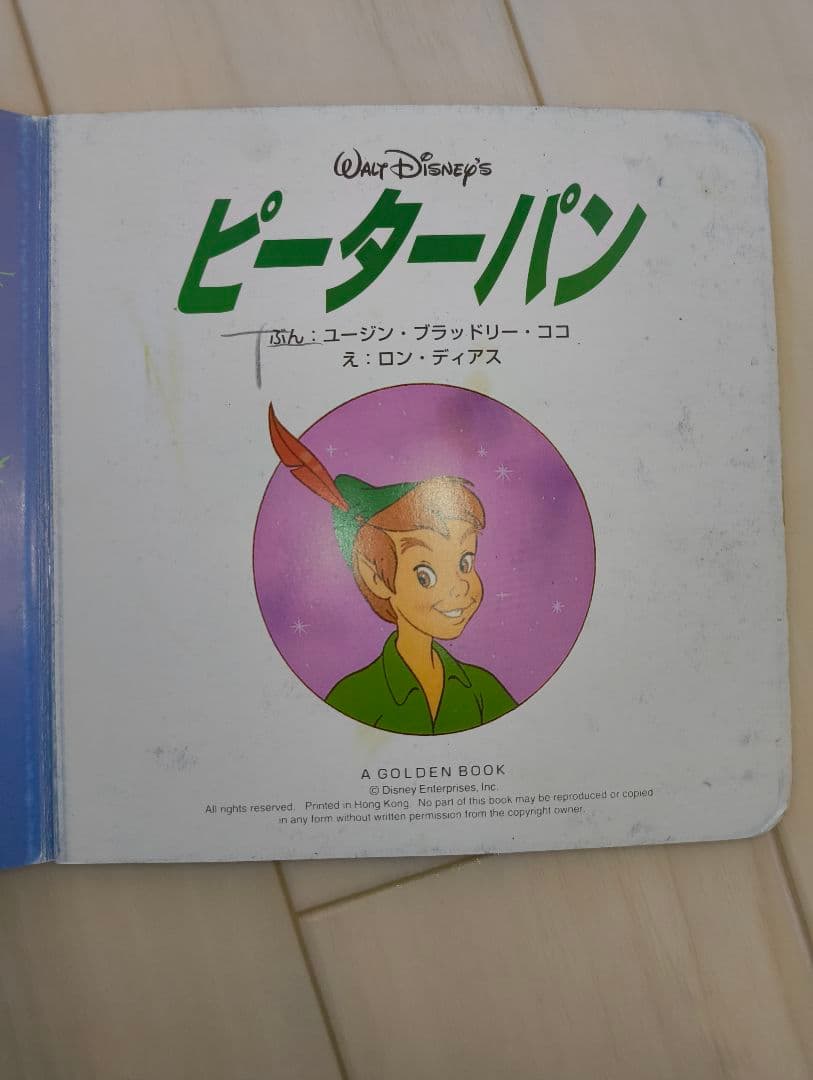 WALT DISNEY'S
ピーターパン
ぶん：ユージン・ブラッドリー・ココ
え：ロン・ディアス
A GOLDEN BOOK
© Disney Enterprises, Inc.
All rights reserved. Printed in Hong Kong. No part of this book may be reproduced or copied
in any form without written permission from the copyright owner.